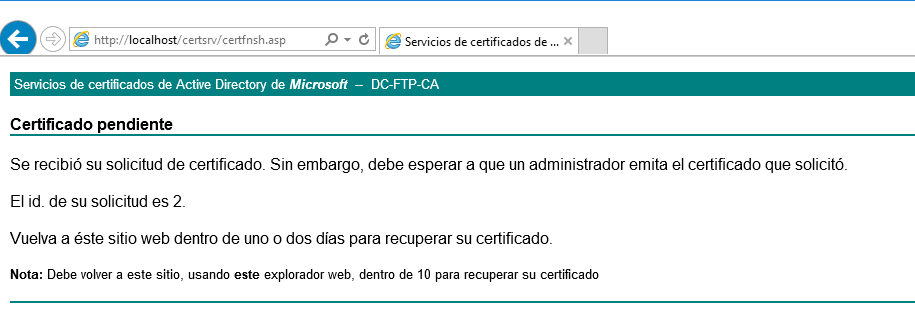 http://localhost/certsrv/certfnsh.asp
Servicios de certificados de ...
Servicios de certificados de Active Directory de Microsoft – DC-FTP-CA
Certificado pendiente
Se recibió su solicitud de certificado. Sin embargo, debe esperar a que un administrador emita el certificado que solicitó.
El id. de su solicitud es 2.
Vuelva a éste sitio web dentro de uno o dos días para recuperar su certificado.
Nota: Debe volver a este sitio, usando este explorador web, dentro de 10 para recuperar su certificado